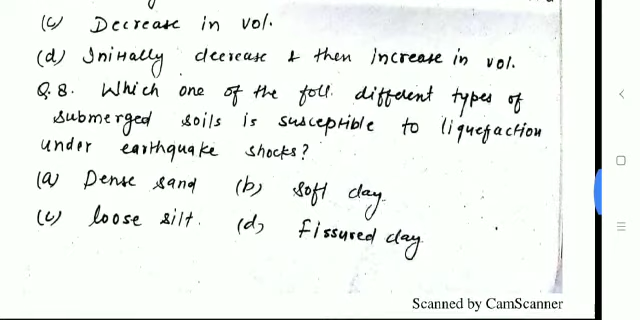 (c) Decrease in vol.
(d) Initially decrease & then increase in vol.
Q.8. Which one of the foll. different types of
submerged soils is susceptible to liquefaction
under earthquake shocks?
(a) Dense sand (b) soft clay
(c) loose silt. (d) Fissured clay
Scanned by CamScanner